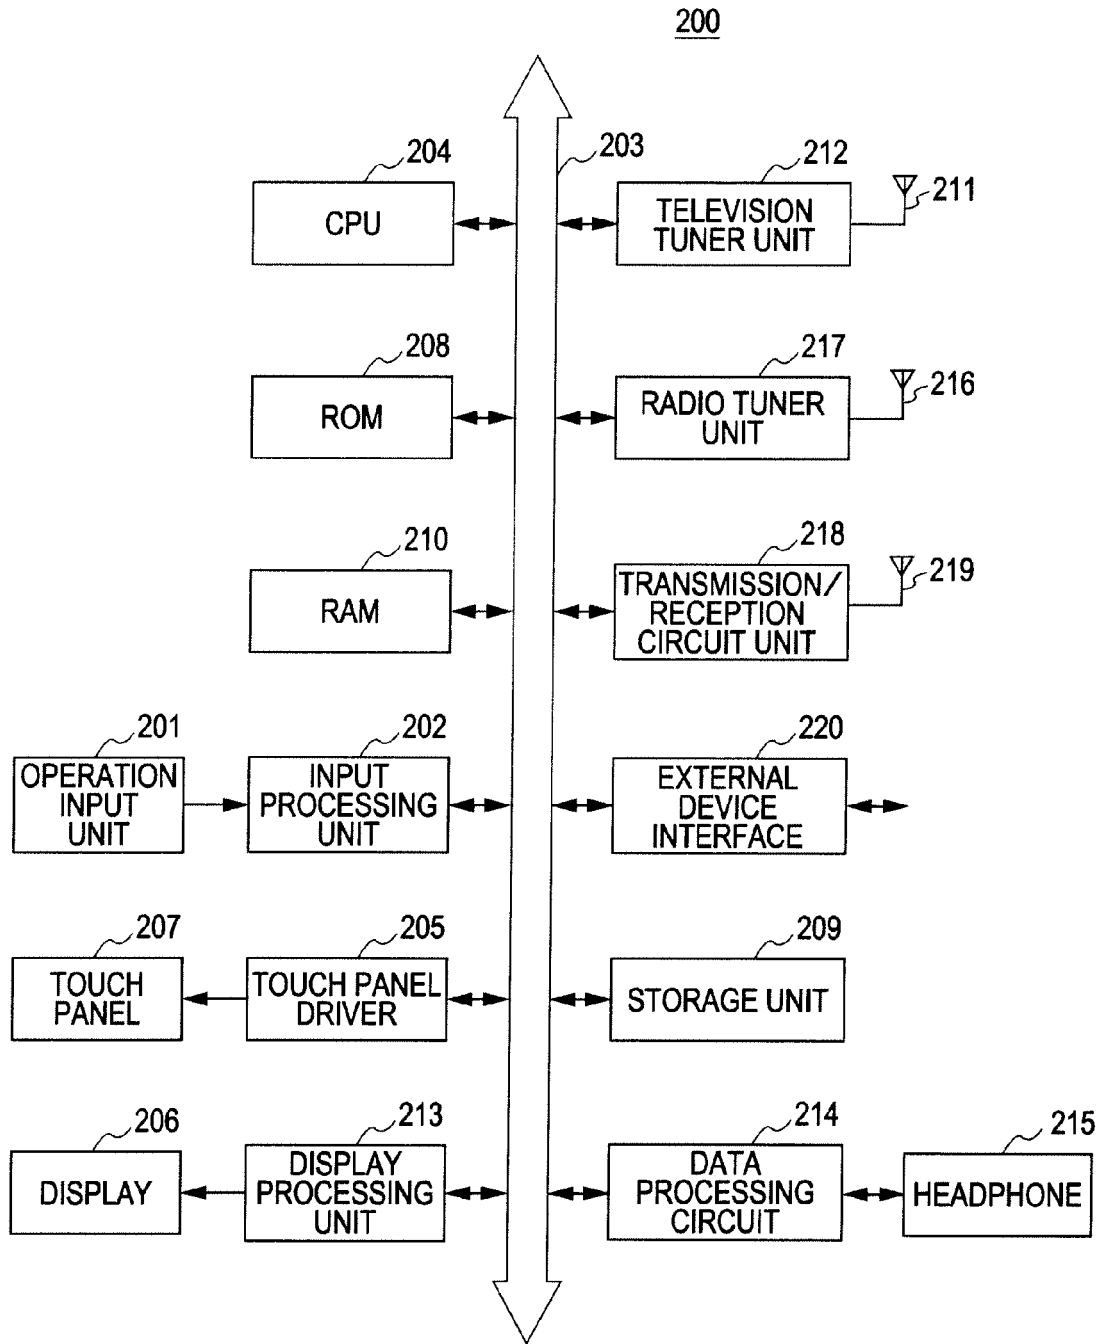 200
204
203
212
211
CPU
TELEVISION
TUNER UNIT
208
217
216
ROM
RADIO TUNER
UNIT
210
218
219
RAM
TRANSMISSION/
RECEPTION
CIRCUIT UNIT
201
202
220
OPERATION
INPUT
UNIT
INPUT
PROCESSING
UNIT
EXTERNAL
DEVICE
INTERFACE
207
205
209
TOUCH
PANEL
TOUCH PANEL
DRIVER
STORAGE UNIT
206
213
214
215
DISPLAY
DISPLAY
PROCESSING
UNIT
DATA
PROCESSING
CIRCUIT
HEADPHONE